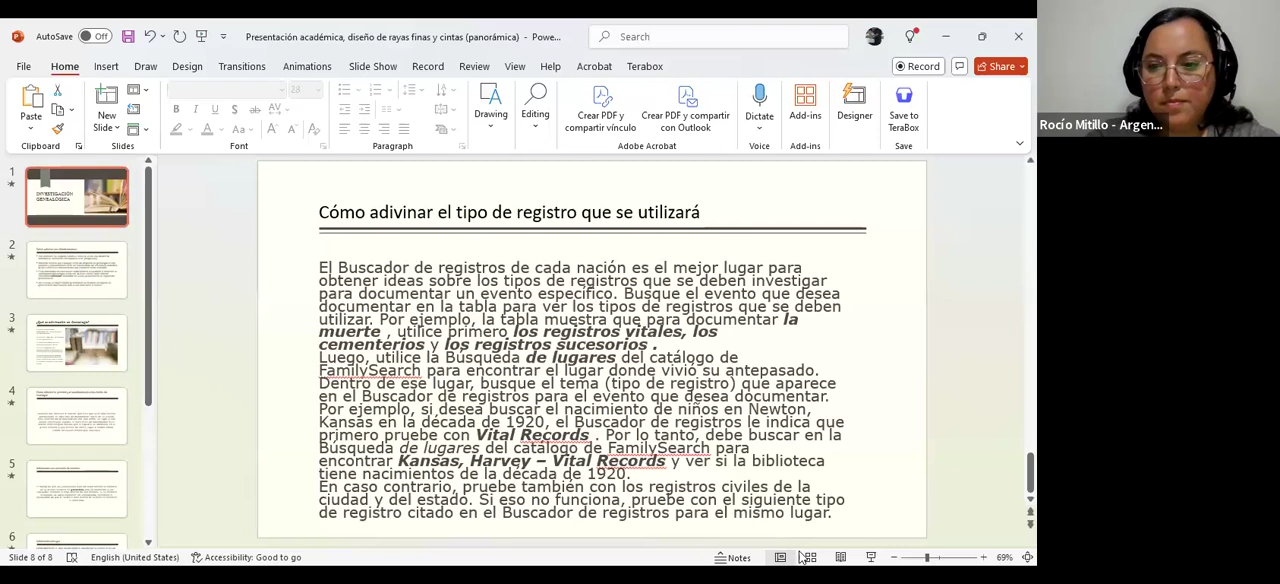 AutoSave Off
Presentación académica, diseño de rayas finas y cintas (panorámica) - Powe...
Search
File Home Insert Draw Design Transitions Animations Slide Show Record Review View Help Acrobat Terabox
Record
Share
Paste
New
Slide
28
Drawing
Editing
Crear PDF y
compartir vínculo
Crear PDF y compartir
con Outlook
Dictate
Add-ins
Designer
Save to
TeraBox
Clipboard
Slides
Font
Paragraph
Adobe Acrobat
Voice
Add-ins
Save
Rocío Mitillo - Argen...
1
INVESTIGACIÓN
GENEALÓGICA
2
3
4
5
6
Cómo adivinar el tipo de registro que se utilizará
El Buscador de registros de cada nación es el mejor lugar para
obtener ideas sobre los tipos de registros que se deben investigar
para documentar un evento específico. Busque el evento que desea
documentar en la tabla para ver los tipos de registros que se deben
utilizar. Por ejemplo, la tabla muestra que para documentar la
muerte , utilice primero los registros vitales, los
cementerios y los registros sucesorios .
Luego, utilice la Búsqueda de lugares del catálogo de
FamilySearch para encontrar el lugar donde vivió su antepasado.
Dentro de ese lugar, busque el tema (tipo de registro) que aparece
en el Buscador de registros para el evento que desea documentar.
Por ejemplo, si desea buscar el nacimiento de niños en Newton,
Kansas en la década de 1920, el Buscador de registros le indica que
primero pruebe con Vital Records . Por lo tanto, debe buscar en la
Búsqueda de lugares del catálogo de FamilySearch para
encontrar Kansas, Harvey – Vital Records y ver si la biblioteca
tiene nacimientos de la década de 1920.
En caso contrario, pruebe también con los registros civiles de la
ciudad y del estado. Si eso no funciona, pruebe con el siguiente tipo
de registro citado en el Buscador de registros para el mismo lugar.
Slide 8 of 8
English (United States)
Accessibility: Good to go
Notes
69%